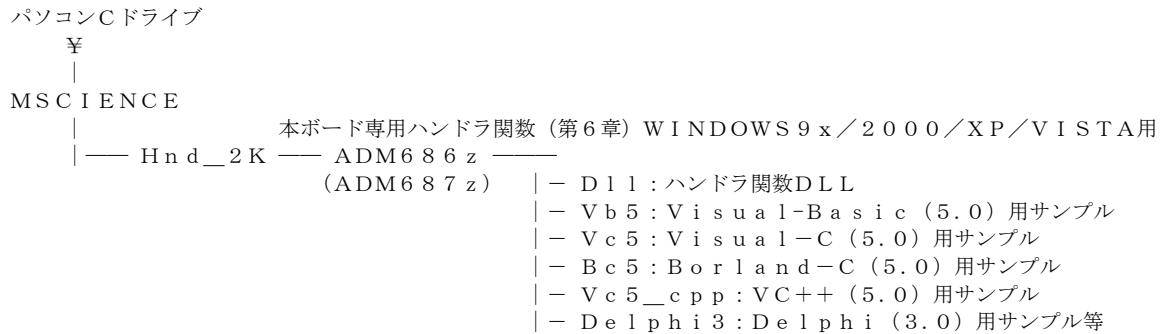 パソコンＣドライブ
￥
｜
ＭＳＣＩＥＮＣＥ
｜　本ボード専用ハンドラ関数（第６章）ＷＩＮＤＯＷＳ９ｘ／２０００／ＸＰ／ＶＩＳＴＡ用
｜―― Ｈｎｄ＿２Ｋ ―― ＡＤＭ６８６ｚ ―――
（ＡＤＭ６８７ｚ）　｜－ Ｄｌｌ：ハンドラ関数ＤＬＬ
｜－ Ｖｂ５：Ｖｉｓｕａｌ-Ｂａｓｉｃ（５.０）用サンプル
｜－ Ｖｃ５：Ｖｉｓｕａｌ－Ｃ（５.０）用サンプル
｜－ Ｂｃ５：Ｂｏｒｌａｎｄ－Ｃ（５.０）用サンプル
｜－ Ｖｃ５＿ｃｐｐ：ＶＣ＋＋（５.０）用サンプル
｜－ Ｄｅｌｐｈｉ３：Ｄｅｌｐｈｉ（３.０）用サンプル等